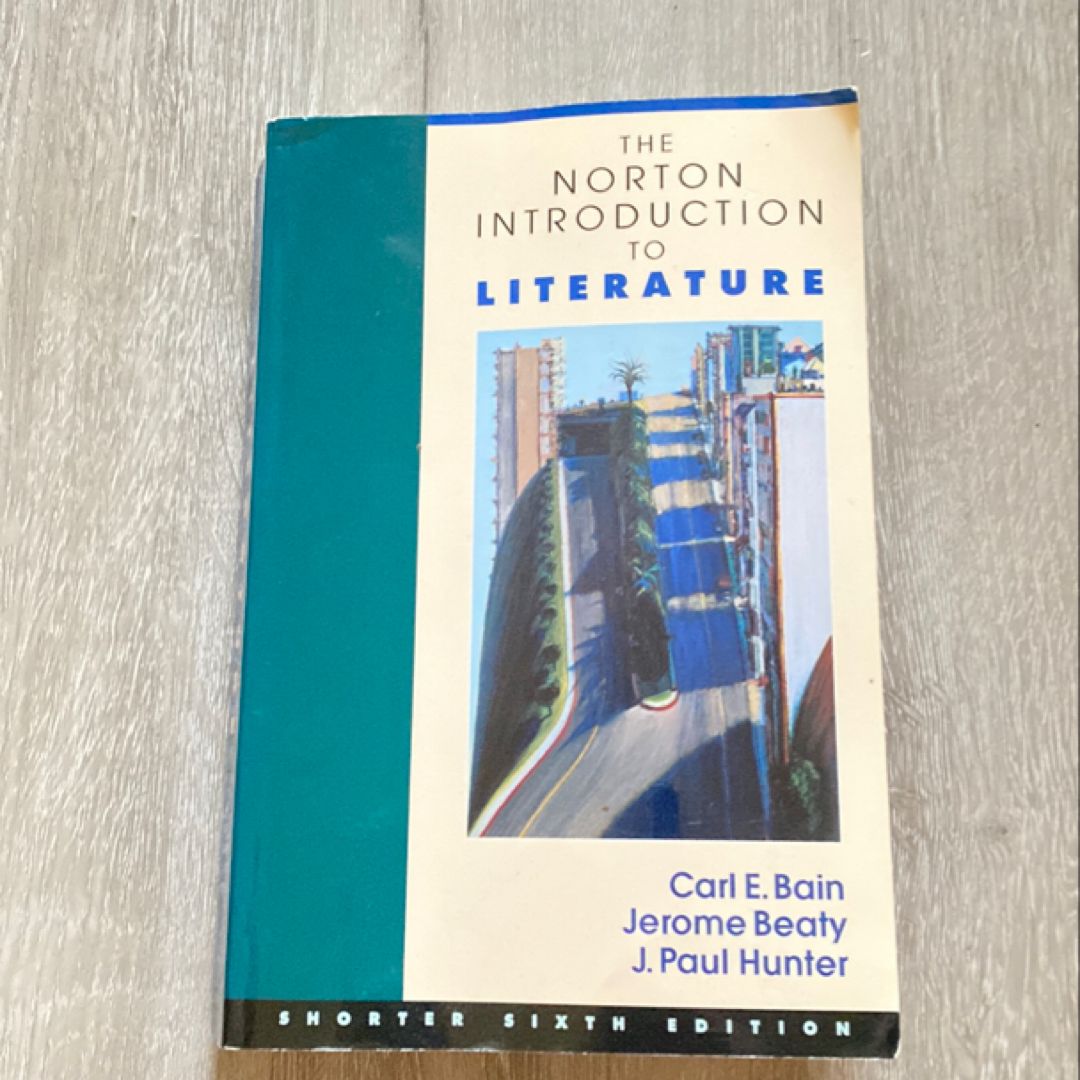 THE
NORTON
INTRODUCTION
TO
LITERATURE
Carl E. Bain
Jerome Beaty
J. Paul Hunter
SHORTER SIXTH EDITION